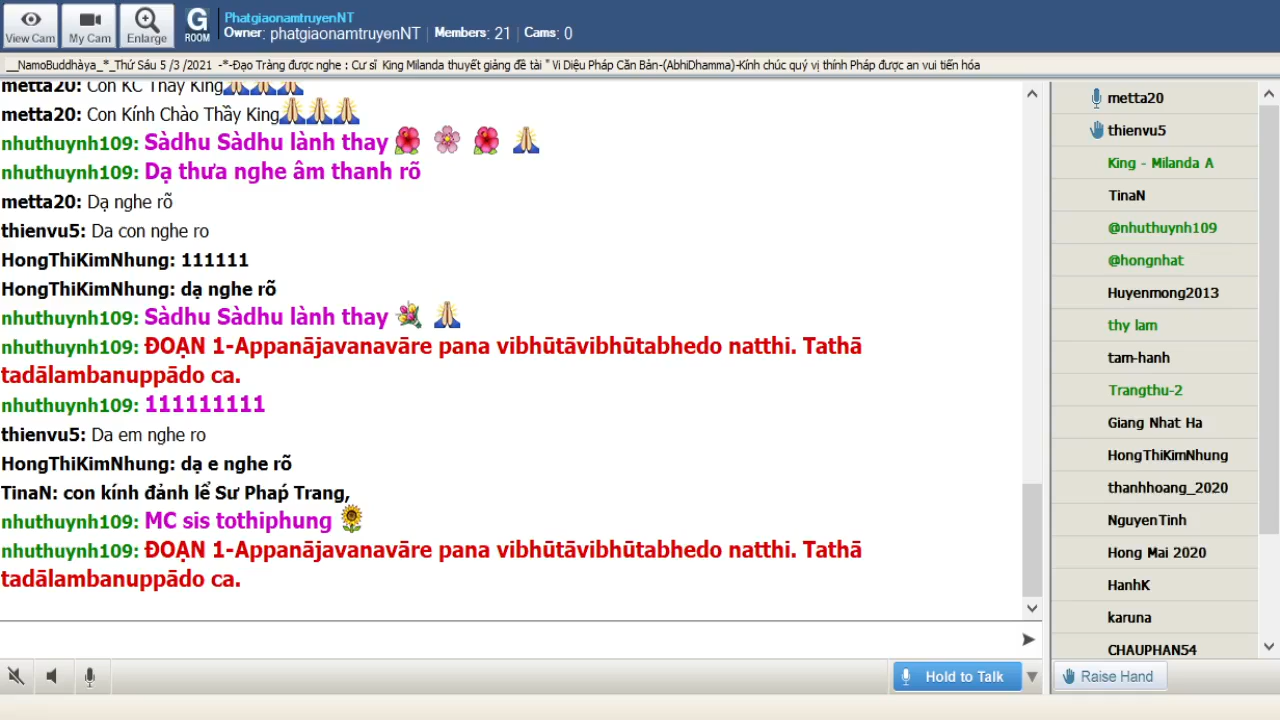 View Cam
My Cam
Enlarge
G ROOM
PhatgiaonamtruyenNT
Owner: phatgiaonamtruyenNT | Members: 21 | Cams: 0
__NamoBuddhàya_*_Thứ Sáu 5 /3 /2021 -*-Đạo Tràng được nghe : Cư sĩ King Milanda thuyết giảng đề tài " Vi Diệu Pháp Căn Bản-(AbhiDhamma)-Kính chúc quý vị thính Pháp được an vui tiến hóa
metta20: Con KC Thầy King
metta20: Con Kính Chào Thầy King
nhuthuynh109: Sàdhu Sàdhu lành thay
nhuthuynh109: Dạ thưa nghe âm thanh rõ
metta20: Dạ nghe rõ
thienvu5: Da con nghe ro
HongThiKimNhung: 111111
HongThiKimNhung: dạ nghe rõ
nhuthuynh109: Sàdhu Sàdhu lành thay
nhuthuynh109: ĐOẠN 1-Appanājavanavāre pana vibhūtāvibhūtabhedo natthi. Tathā
tadālambanuppādo ca.
nhuthuynh109: 111111111
thienvu5: Da em nghe ro
HongThiKimNhung: dạ e nghe rõ
TinaN: con kính đảnh lể Sư Phaṕ Trang,
nhuthuynh109: MC sis tothiphung
nhuthuynh109: ĐOẠN 1-Appanājavanavāre pana vibhūtāvibhūtabhedo natthi. Tathā
tadālambanuppādo ca.
Hold to Talk
metta20
thienvu5
King - Milanda A
TinaN
@nhuthuynh109
@hongnhat
Huyenmong2013
thy lam
tam-hanh
Trangthu-2
Giang Nhat Ha
HongThiKimNhung
thanhhoang_2020
NguyenTinh
Hong Mai 2020
HanhK
karuna
CHAUPHAN54
Raise Hand